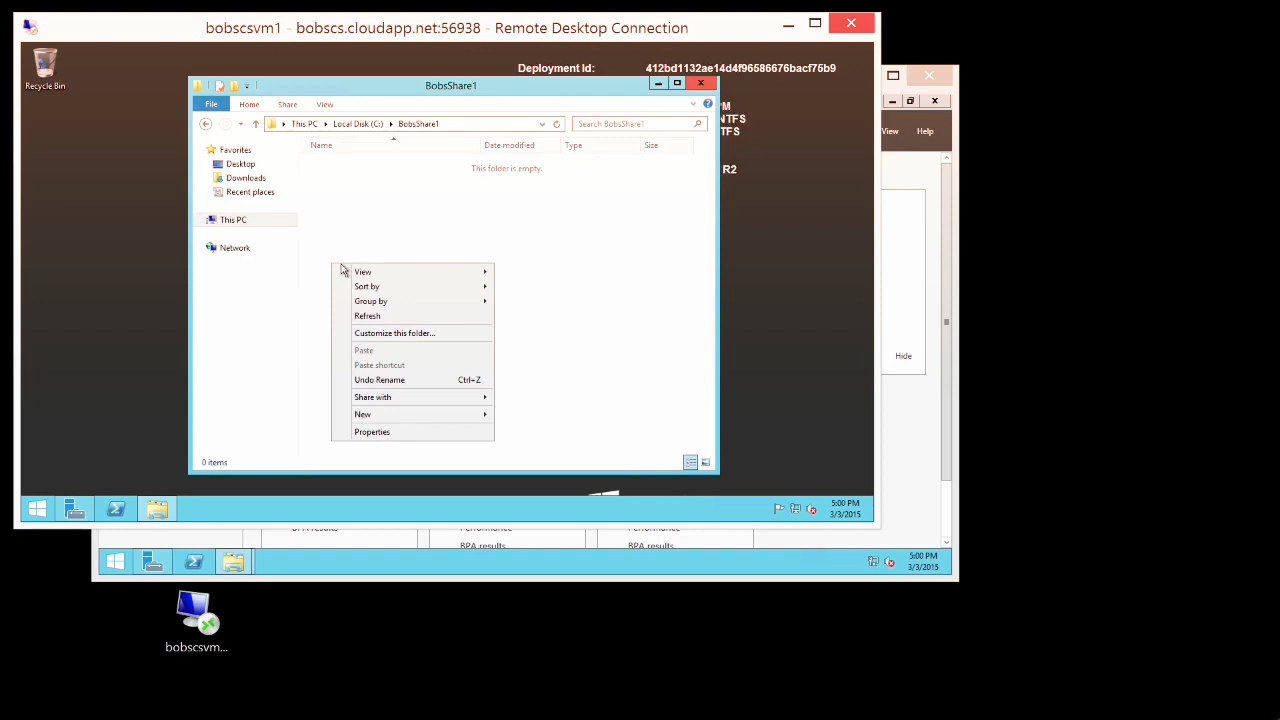 bobscsvm1 - bobscs.cloudapp.net:56938 - Remote Desktop Connection
Recycle Bin
Deployment Id: 412bd1132ae14d4f96586676bacf75b9
BobsShare1
File Home Share View
PM
NTFS
TFS
R2
This PC Local Disk (C:) BobsShare1
Search BobsShare1
View Help
Name Date modified Type Size
This folder is empty.
Favorites
Desktop
Downloads
Recent places
This PC
Network
View
Sort by
Group by
Refresh
Customize this folder...
Paste
Paste shortcut
Undo Rename Ctrl+Z
Share with
New
Properties
Hide
0 items
5:00 PM
3/3/2015
BPA results
BPA results
5:00 PM
3/3/2015
bobscsvm...